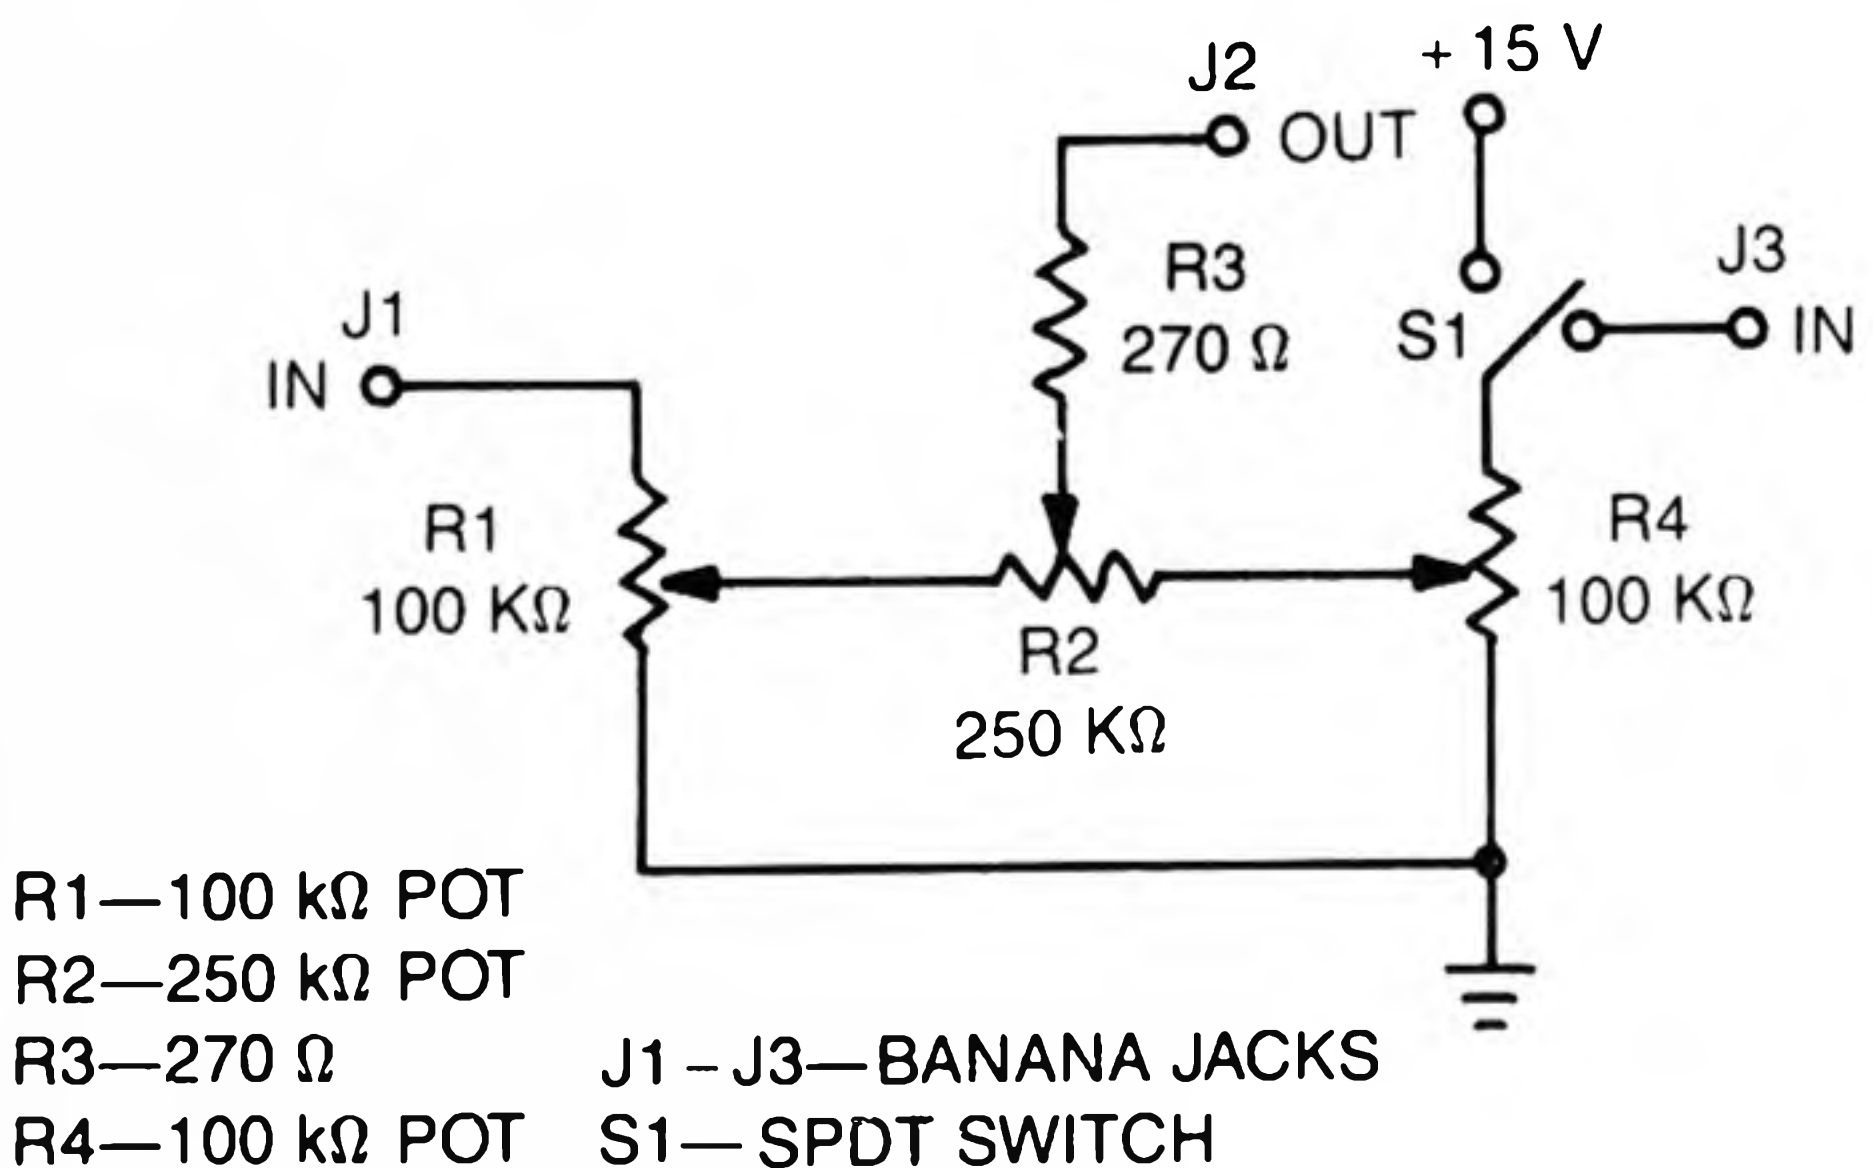 J2
+ 15 V
OUT
J3
R3
270 Ω
S1
IN
J1
IN
R1
100 KΩ
R4
100 KΩ
R2
250 KΩ
R1—100 kΩ POT
R2—250 kΩ POT
R3—270 Ω
R4—100 kΩ POT
J1 – J3—BANANA JACKS
S1— SPDT SWITCH